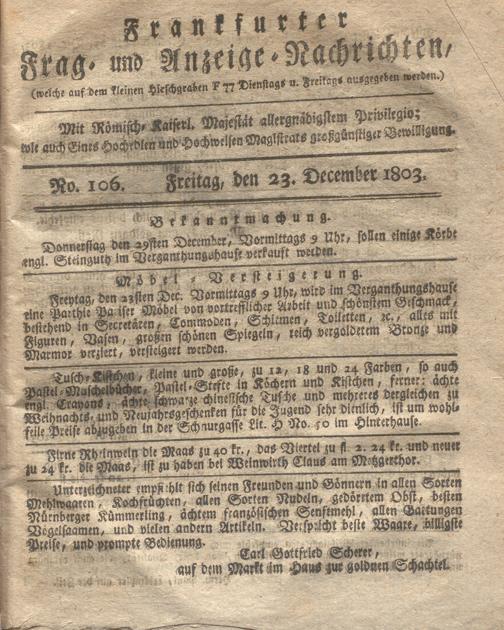 Frankfurter
Frag- und Anzeige-Nachrichten,
(welche auf dem kleinen Hirschgraben F 77 Dienstags u. Freitags ausgegeben werden.)
Mit Römisch-Kaiserl. Majestät allergnädigstem Privilegio;
wie auch Eines Hochedlen und Hochweisen Magistrats großgünstiger Bewilligung.
No. 106. Freitag, den 23. December 1803.
Bekanntmachung.
Donnerstag den 29sten December, Vormittags 9 Uhr, sollen einige Körbe
engl. Steinguth im Verganthungshause verkauft werden.
Möbel-Versteigerung.
Freytag, den 23sten Dec. Vormittags 9 Uhr, wird im Verganthungshause
eine Parthie Pariser Möbel von vortreflicher Arbeit und schönstem Geschmack,
bestehend in Secretären, Commoden, Schirmen, Toiletten, ec., alles mit
Figuren, Vasen, großen schönen Spiegeln, reich vergoldetem Bronze und
Marmor verziert, versteigert werden.
Tusch-Kistchen, kleine und große, zu 12, 18 und 24 Farben, so auch
Pastel-Muschelbücher, Pastel-Stefte in Köchern und Kistchen, ferner: ächte
engl. Crayons, ächte schwarze chinesische Tusche und mehreres dergleichen zu
Weihnachts- und Neujahrsgeschenken für die Jugend sehr dienlich, ist um wohl-
feile Preise abzugeben in der Schnurgasse Lit. H No. 50 im Hinterhause.
Firne Rheinwein die Maas zu 40 kr., das Viertel zu fl 2. 24 kr. und neuer
zu 24 kr. die Maas, ist zu haben bei Weinwirth Claus am Metzgerthor.
Unterzeichneter empfiehlt sich seinen Freunden und Gönnern in allen Sorten
Mehlwaaren, Kochfrüchten, allen Sorten Nudeln, gedörrtem Obst, besten
Nürnberger Kümmerling, ächtem französischen Senfemehl, allen Gattungen
Vögelsaamen, und vielen andern Artikeln. Verspricht beste Waare, billigste
Preise, und prompte Bedienung.
Carl Gottfried Scherer,
auf dem Markt im Haus zur goldnen Schachtel.